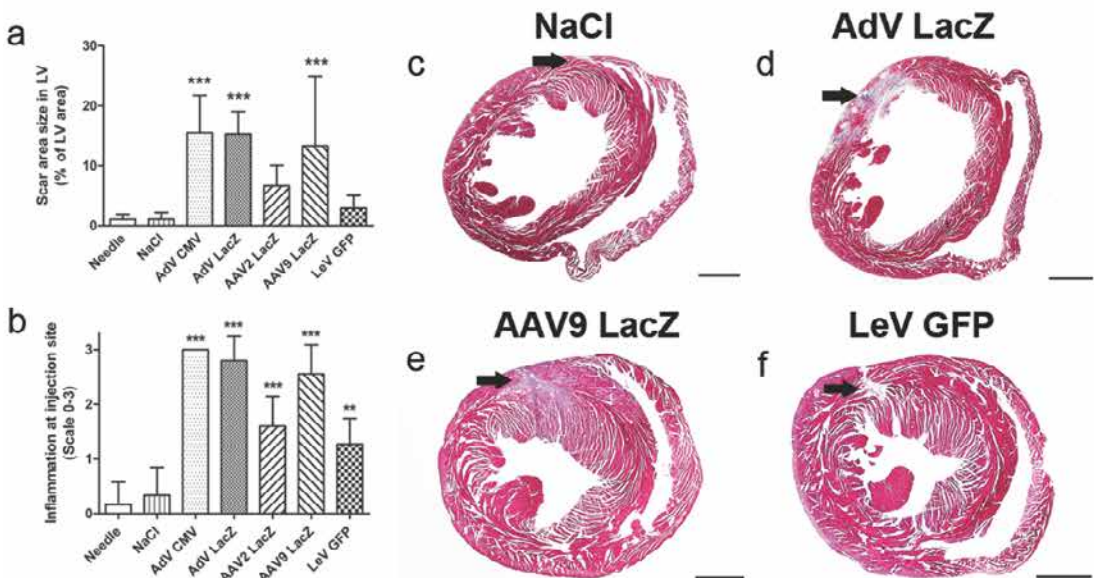 a
Scar area size in LV
(% of LV area)
30
20
10
0
***
***
***
Needle
NaCl
AdV CMV
AdV LacZ
AAV2 LacZ
AAV9 LacZ
LeV GFP
b
Inflammation at injection site
(Scale 0-3)
3
2
1
0
***
***
***
***
**
Needle
NaCl
AdV CMV
AdV LacZ
AAV2 LacZ
AAV9 LacZ
LeV GFP
NaCl
c
AdV LacZ
d
AAV9 LacZ
e
LeV GFP
f